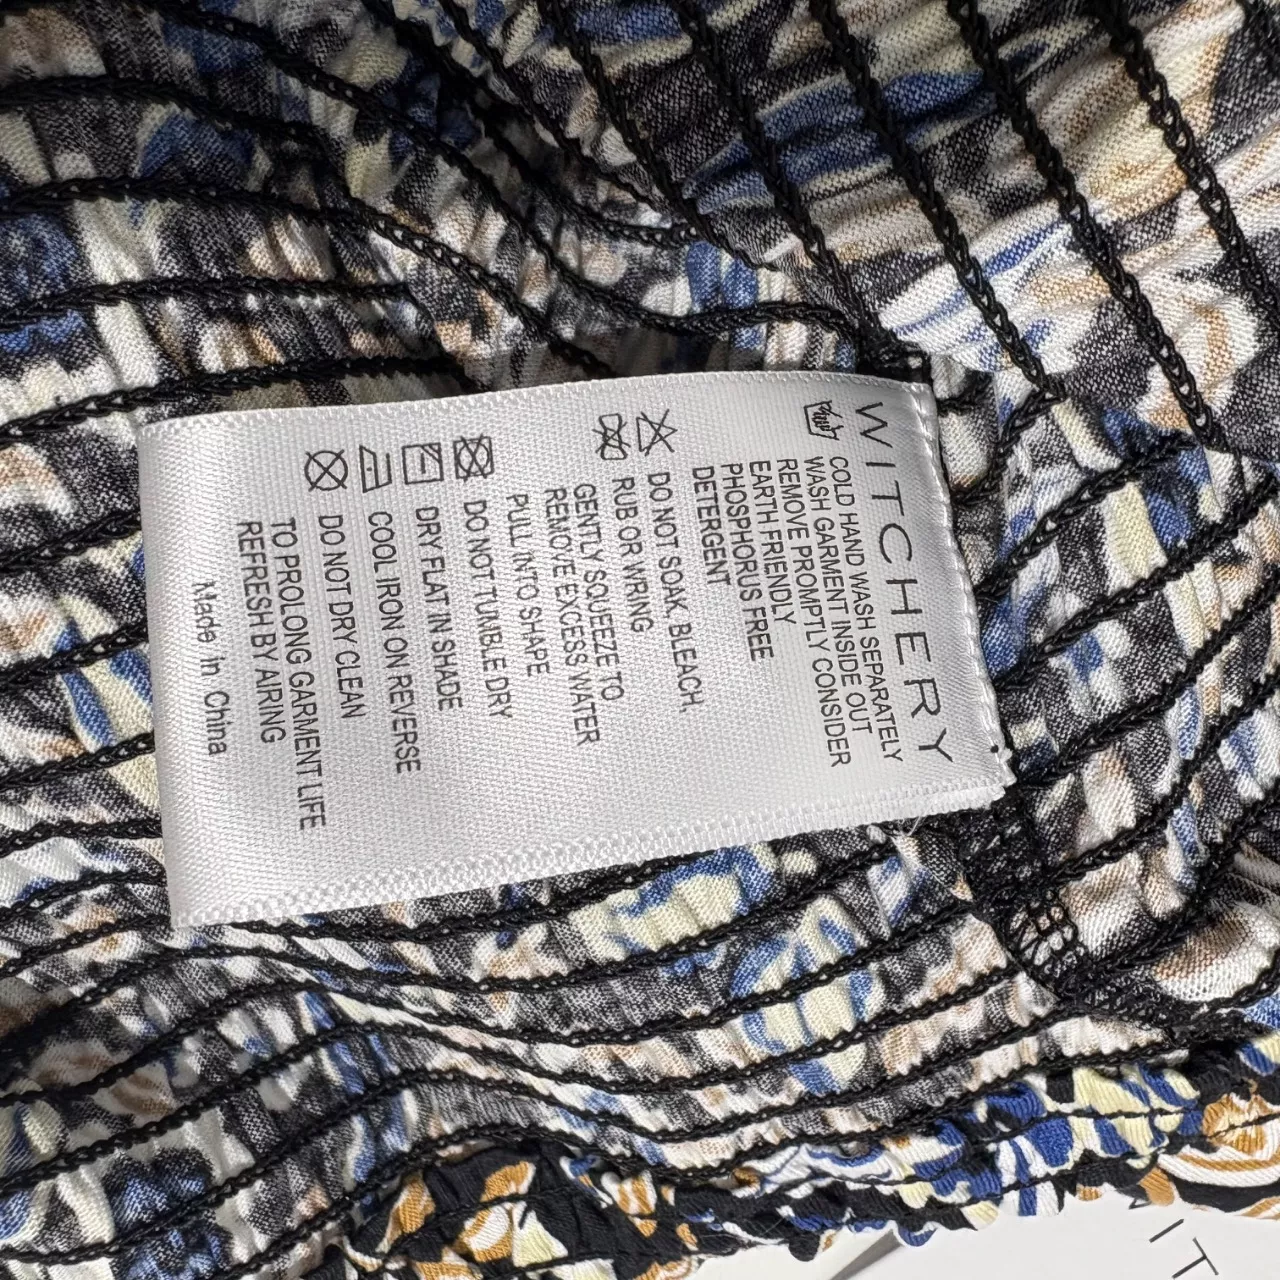 WITCHERY
COLD HAND WASH SEPARATELY
WASH GARMENT INSIDE OUT
REMOVE PROMPTLY CONSIDER
EARTH FRIENDLY
PHOSPHORUS FREE
DETERGENT
DO NOT SOAK, BLEACH,
RUB OR WRING
GENTLY SQUEEZE TO
REMOVE EXCESS WATER
PULL INTO SHAPE
DO NOT TUMBLE DRY
DRY FLAT IN SHADE
COOL IRON ON REVERSE
DO NOT DRY CLEAN
TO PROLONG GARMENT LIFE
REFRESH BY AIRING
Made in China
WIT